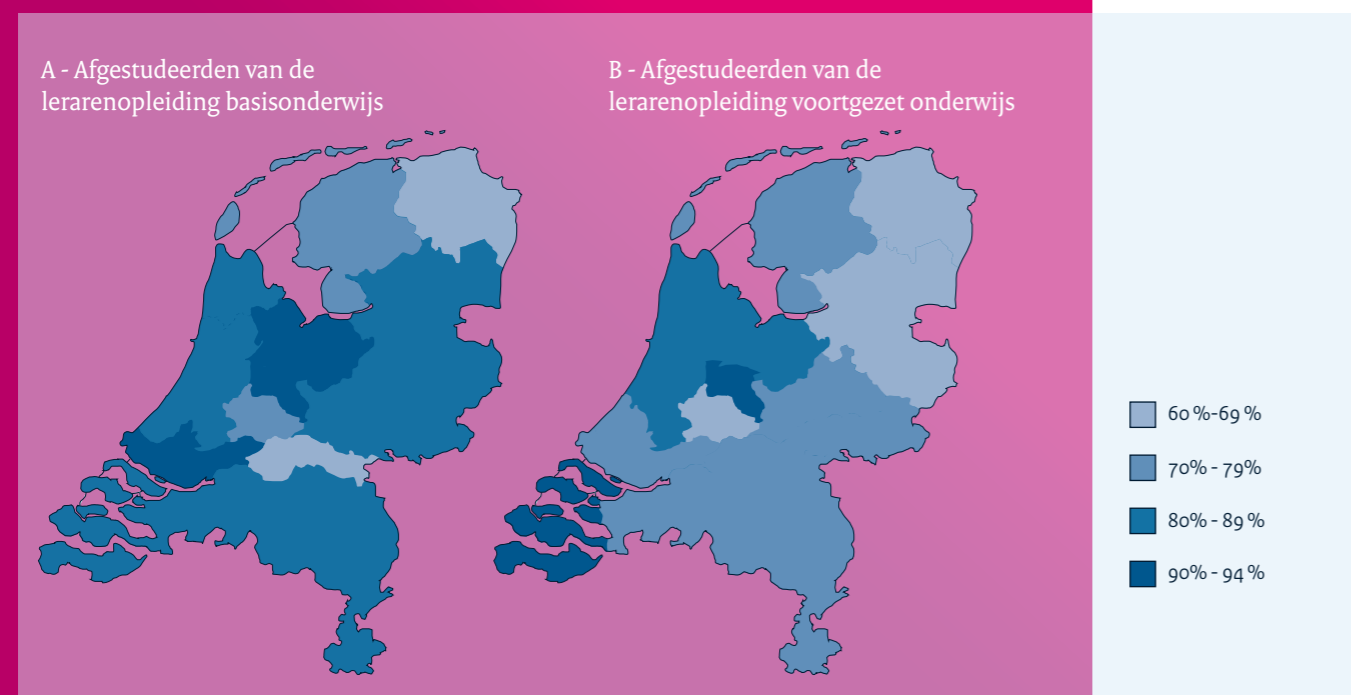 A - Afgestudeerden van de
lerarenopleiding basisonderwijs
B - Afgestudeerden van de
lerarenopleiding voortgezet onderwijs
60 %-69 %
70% - 79%
80% - 89 %
90% - 94 %